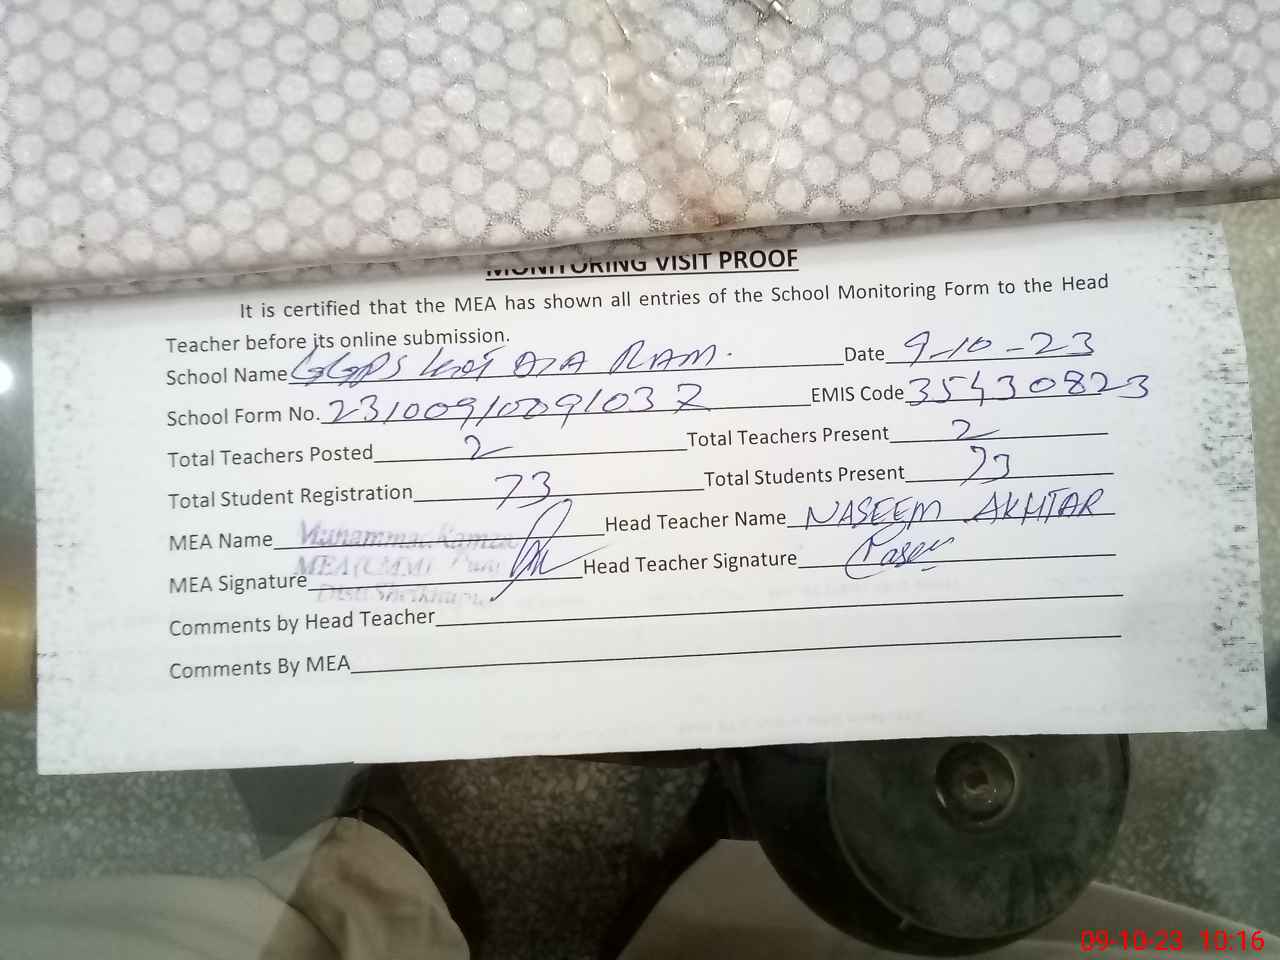 MONITORING VISIT PROOF
It is certified that the MEA has shown all entries of the School Monitoring Form to the Head
Teacher before its online submission.
School Name GGPS Kot RAM. Date 9-10-23
School Form No. EMIS Code 35430823
Total Teachers Posted 2 Total Teachers Present 2
Total Student Registration 73 Total Students Present 73
MEA Name Head Teacher Name NASEEM AKHTAR
MEA Signature Head Teacher Signature
Comments by Head Teacher
Comments By MEA
09-10-23 10:16